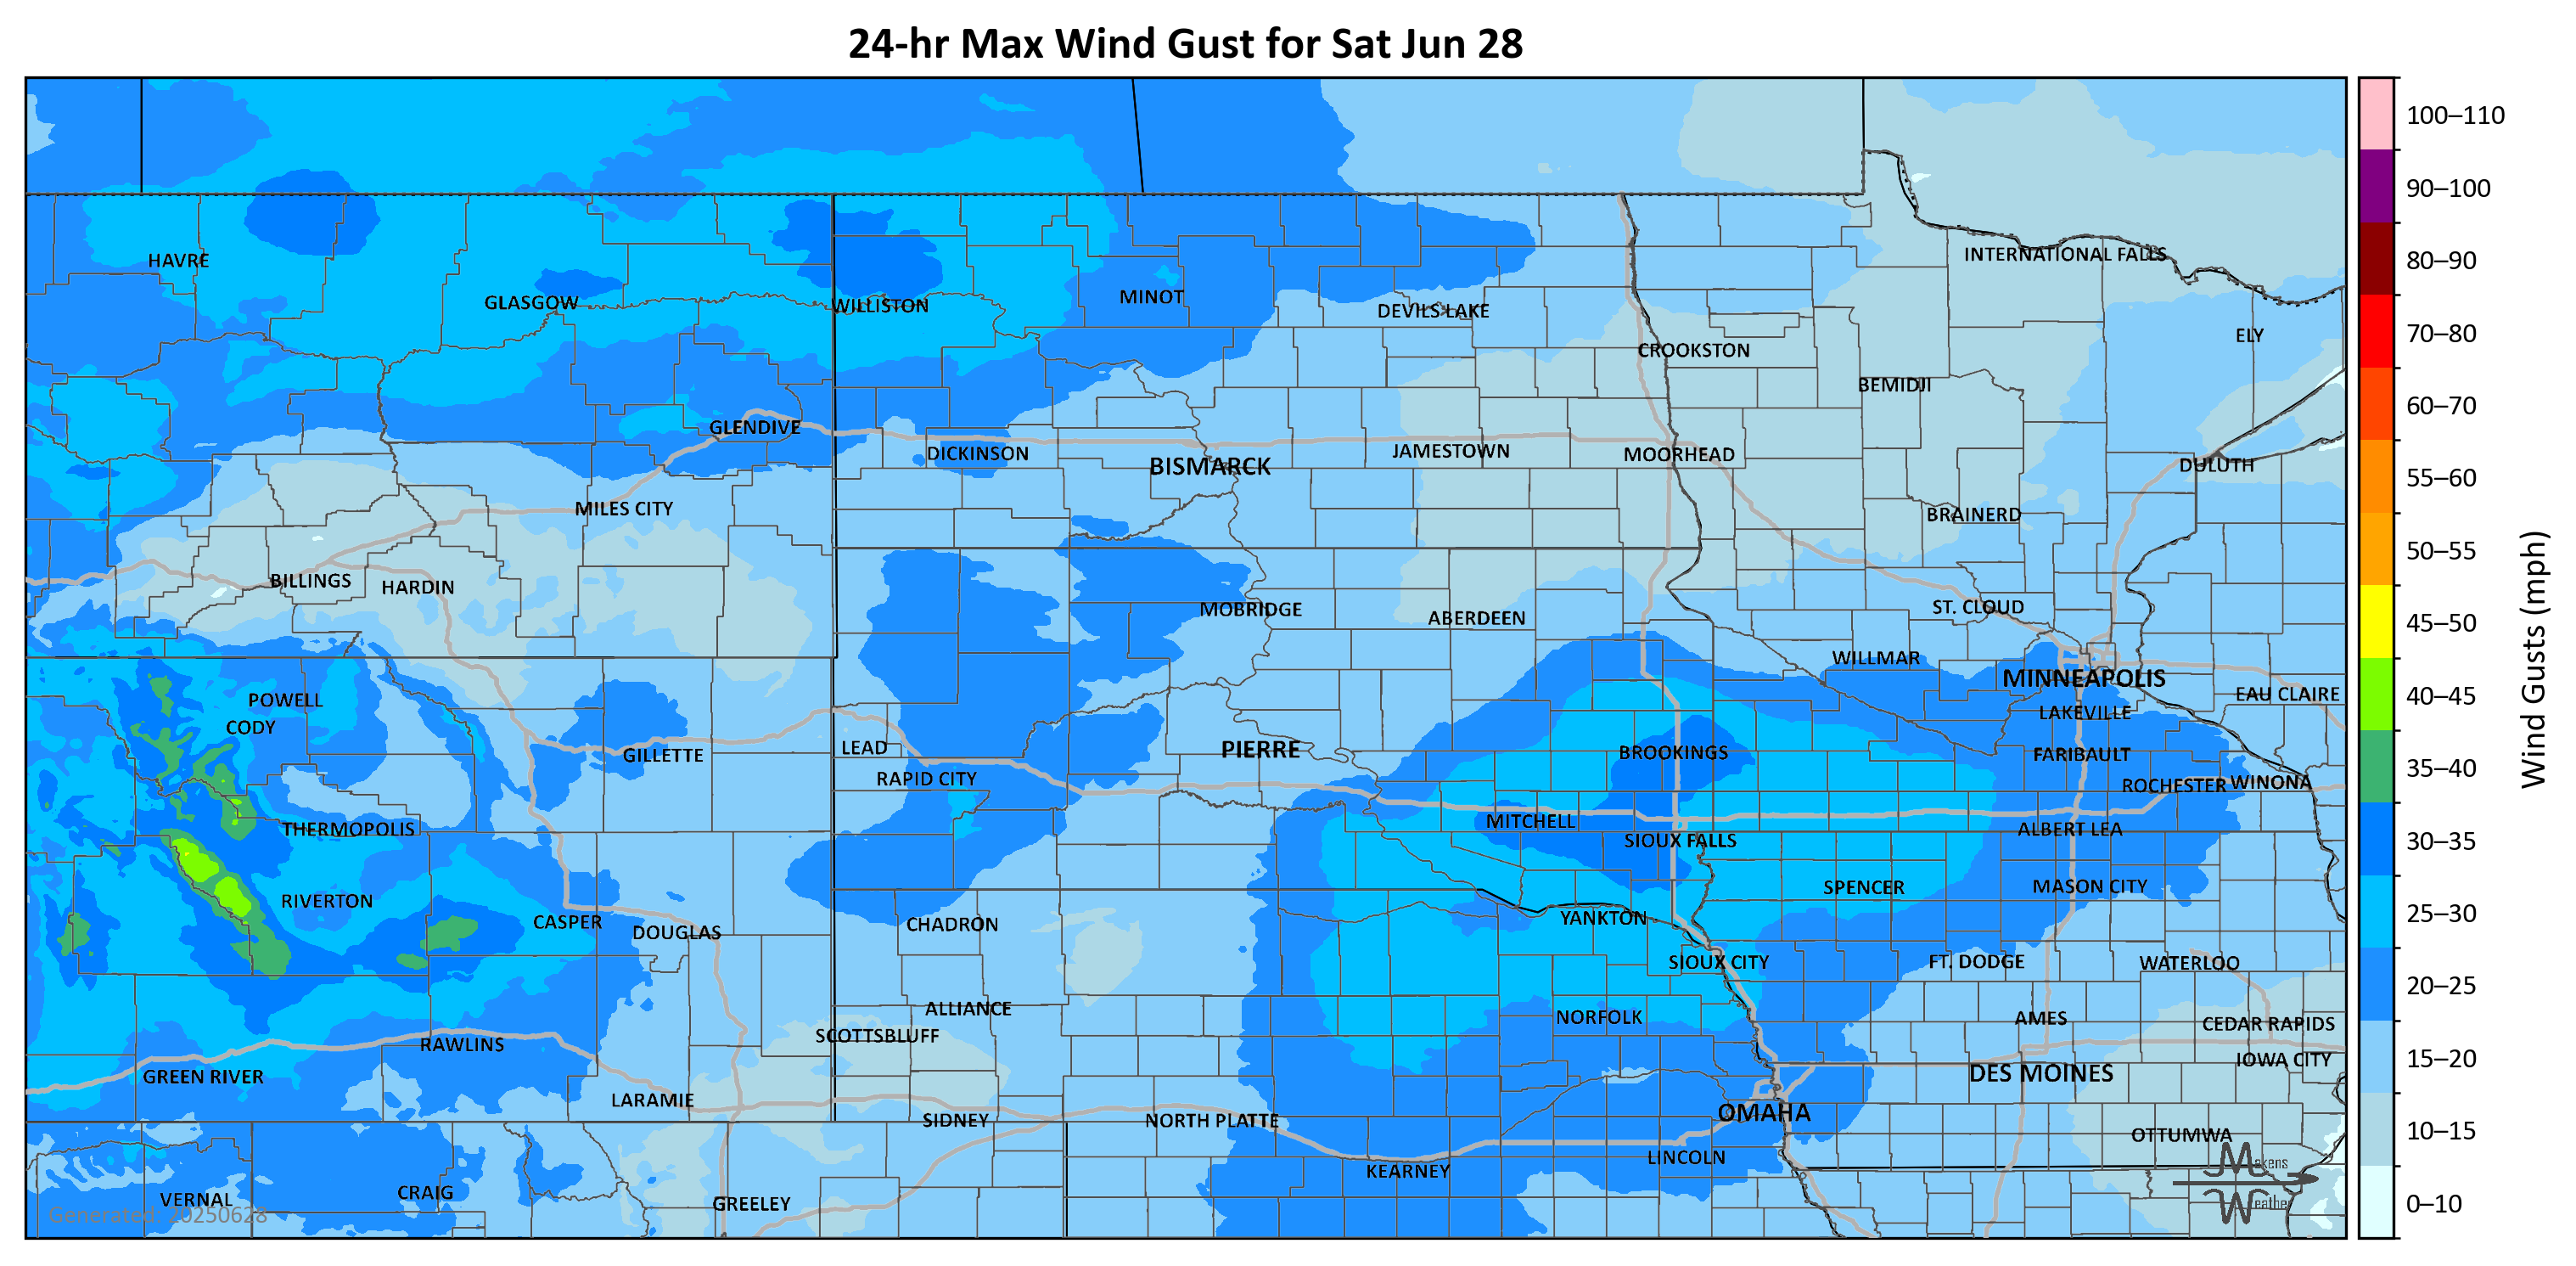 24-hr Max Wind Gust for Sat Jun 28
100–110
90–100
80–90
70–80
60–70
55–60
50–55
45–50
40–45
35–40
30–35
25–30
20–25
15–20
10–15
0–10
Wind Gusts (mph)
HAVRE
GLASGOW
WILLISTON
MINOT
DEVILS LAKE
INTERNATIONAL FALLS
ELY
CROOKSTON
BEMIDJI
GLENDIVE
DICKINSON
BISMARCK
JAMESTOWN
MOORHEAD
DULUTH
MILES CITY
BRAINERD
BILLINGS
HARDIN
MOBRIDGE
ABERDEEN
ST. CLOUD
WILLMAR
MINNEAPOLIS
EAU CLAIRE
POWELL
CODY
LAKEVILLE
GILLETTE
LEAD
PIERRE
BROOKINGS
FARIBAULT
RAPID CITY
ROCHESTER
WINONA
THERMOPOLIS
MITCHELL
SIOUX FALLS
ALBERT LEA
RIVERTON
SPENCER
MASON CITY
CASPER
DOUGLAS
CHADRON
YANKTON
SIOUX CITY
FT. DODGE
WATERLOO
ALLIANCE
NORFOLK
AMES
CEDAR RAPIDS
SCOTTSBLUFF
RAWLINS
IOWA CITY
GREEN RIVER
DES MOINES
LARAMIE
SIDNEY
NORTH PLATTE
OMAHA
OTTUMWA
KEARNEY
LINCOLN
VERNAL
CRAIG
GREELEY
Generated: 20250628
Makens
Weather